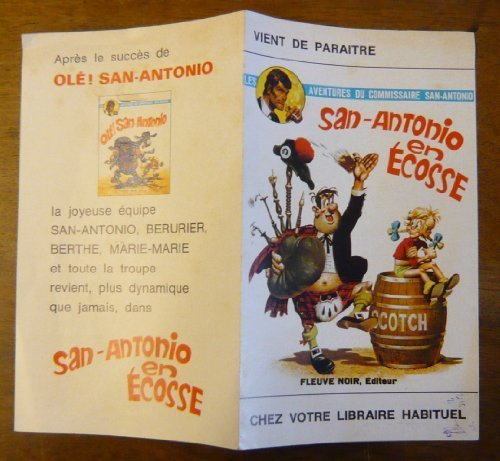 Après le succès de
OLÉ! SAN-ANTONIO
Olé! San-Antonio
la joyeuse équipe
SAN-ANTONIO, BERURIER,
BERTHE, MARIE-MARIE
et toute la troupe
revient, plus dynamique
que jamais, dans
San-Antonio
en
ÉCOSSE
VIENT DE PARAITRE
LES AVENTURES DU COMMISSAIRE SAN-ANTONIO
San-Antonio
en
ÉCOSSE
SCOTCH
FLEUVE NOIR, Editeur
CHEZ VOTRE LIBRAIRE HABITUEL